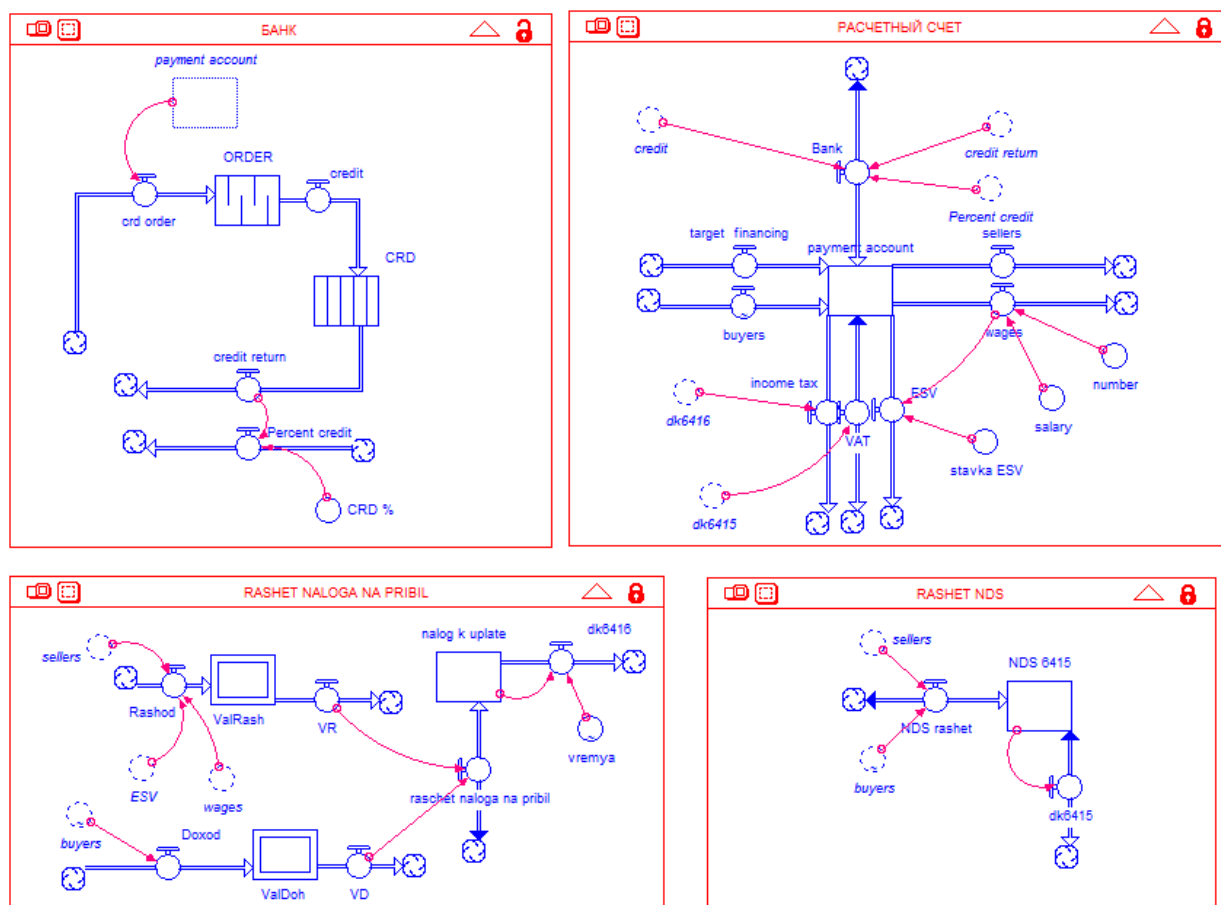 БАНК
payment account
ORDER
credit
crd order
CRD
credit return
Percent credit
CRD %
РАСЧЕТНЫЙ СЧЕТ
credit
Bank
credit return
Percent credit
target financing
payment account
sellers
buyers
wages
number
income tax
ESV
dk6416
salary
VAT
stavka ESV
dk6415
RASHET NALOGA NA PRIBIL
sellers
nalog k uplate
dk6416
Rashod
ValRash
VR
vremya
ESV
wages
raschet naloga na pribil
buyers
Doxod
ValDoh
VD
RASHET NDS
sellers
NDS 6415
NDS rashet
buyers
dk6415